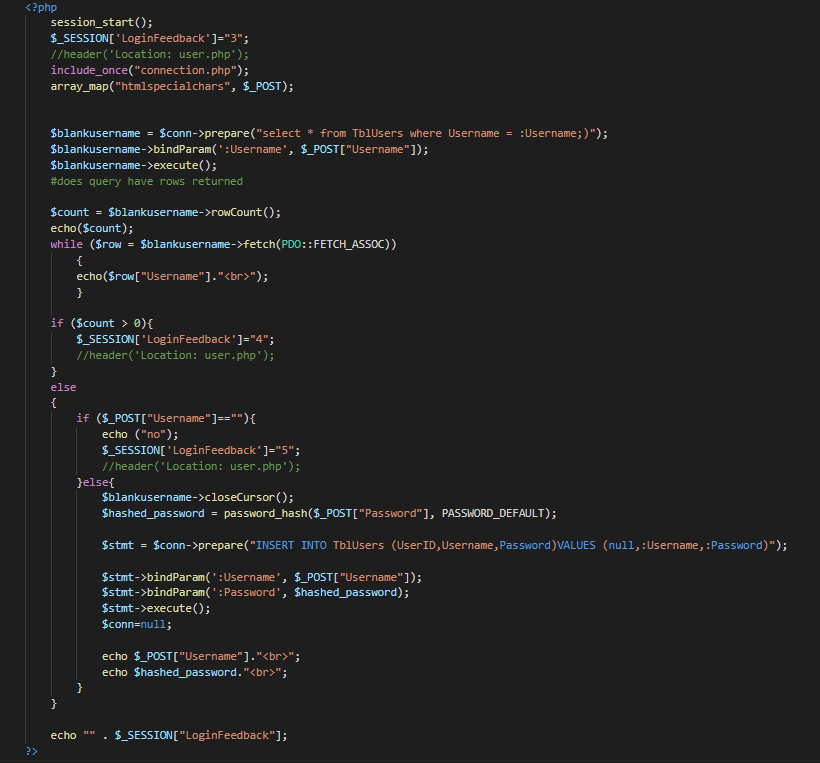 <?php
session_start();
$_SESSION['LoginFeedback']="3";
//header('Location: user.php');
include_once("connection.php");
array_map("htmlspecialchars", $_POST);
$blankusername = $conn->prepare("select * from TblUsers where Username = :Username;)");
$blankusername->bindParam(':Username', $_POST["Username"]);
$blankusername->execute();
#does query have rows returned
$count = $blankusername->rowCount();
echo($count);
while ($row = $blankusername->fetch(PDO::FETCH_ASSOC))
{
echo($row["Username"]."<br>");
}
if ($count > 0){
$_SESSION['LoginFeedback']="4";
//header('Location: user.php');
}
else
{
if ($_POST["Username"]==""){
echo ("no");
$_SESSION['LoginFeedback']="5";
//header('Location: user.php');
}else{
$blankusername->closeCursor();
$hashed_password = password_hash($_POST["Password"], PASSWORD_DEFAULT);
$stmt = $conn->prepare("INSERT INTO TblUsers (UserID,Username,Password)VALUES (null,:Username,:Password)");
$stmt->bindParam(':Username', $_POST["Username"]);
$stmt->bindParam(':Password', $hashed_password);
$stmt->execute();
$conn=null;
echo $_POST["Username"]."<br>";
echo $hashed_password."<br>";
}
}
echo "" . $_SESSION["LoginFeedback"];
?>